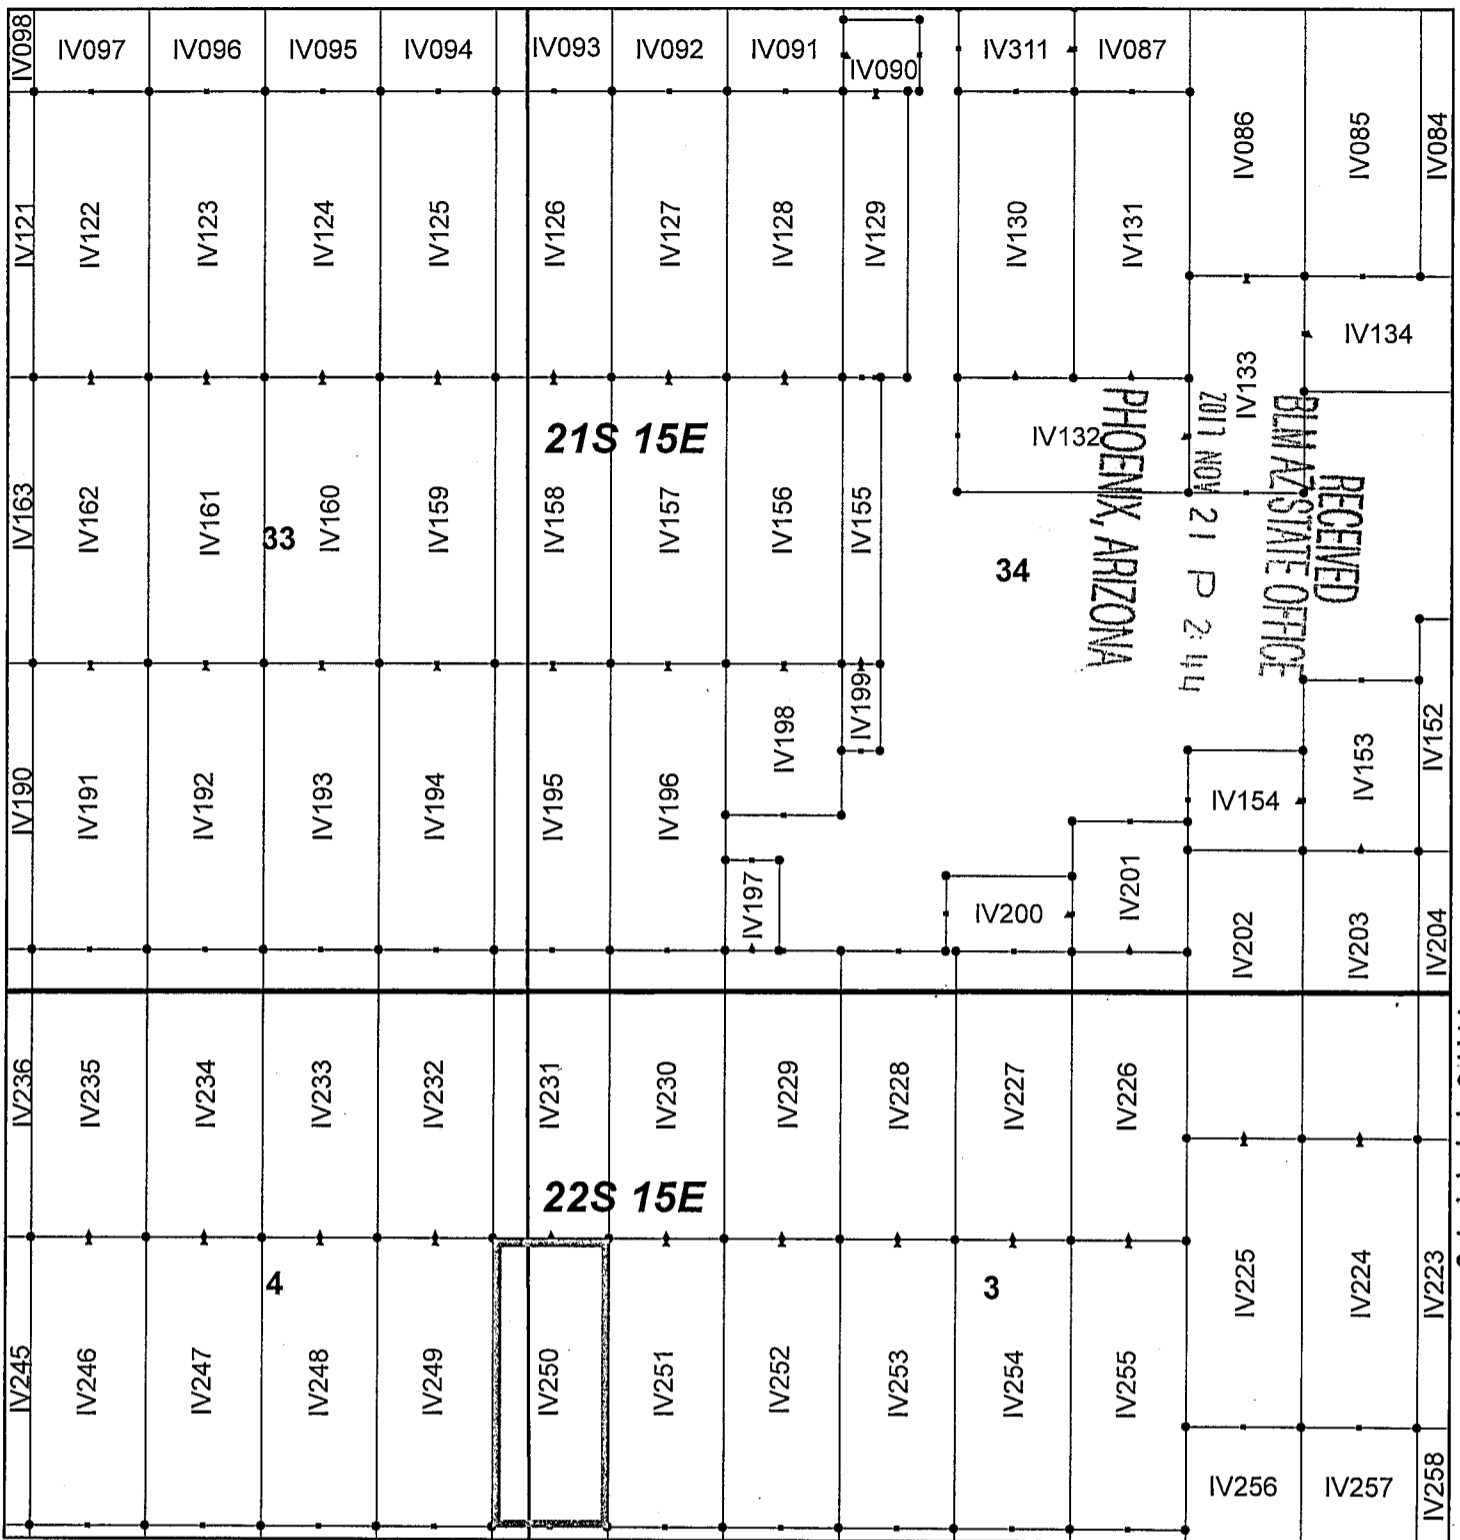 IV098 IV097 IV096 IV095 IV094 IV093 IV092 IV091 IV090 IV311 IV087
IV086 IV085 IV084
IV121 IV122 IV123 IV124 IV125 IV126 IV127 IV128 IV129 IV130 IV131
IV133 IV134
21S 15E
IV132
RECEIVED
BLM AZ STATE OFFICE
2011 NOV 21 P 2:44
PHOENIX, ARIZONA
IV163 IV162 IV161 33 IV160 IV159 IV158 IV157 IV156 IV155
34
IV199 IV198
IV152 IV153 IV154
IV190 IV191 IV192 IV193 IV194 IV195 IV196
IV197 IV200 IV201 IV202 IV203 IV204
IV236 IV235 IV234 IV233 IV232 IV231 IV230 IV229 IV228 IV227 IV226
22S 15E
4 3
IV225 IV224 IV223
IV245 IV246 IV247 IV248 IV249 IV250 IV251 IV252 IV253 IV254 IV255
IV256 IV257 IV258